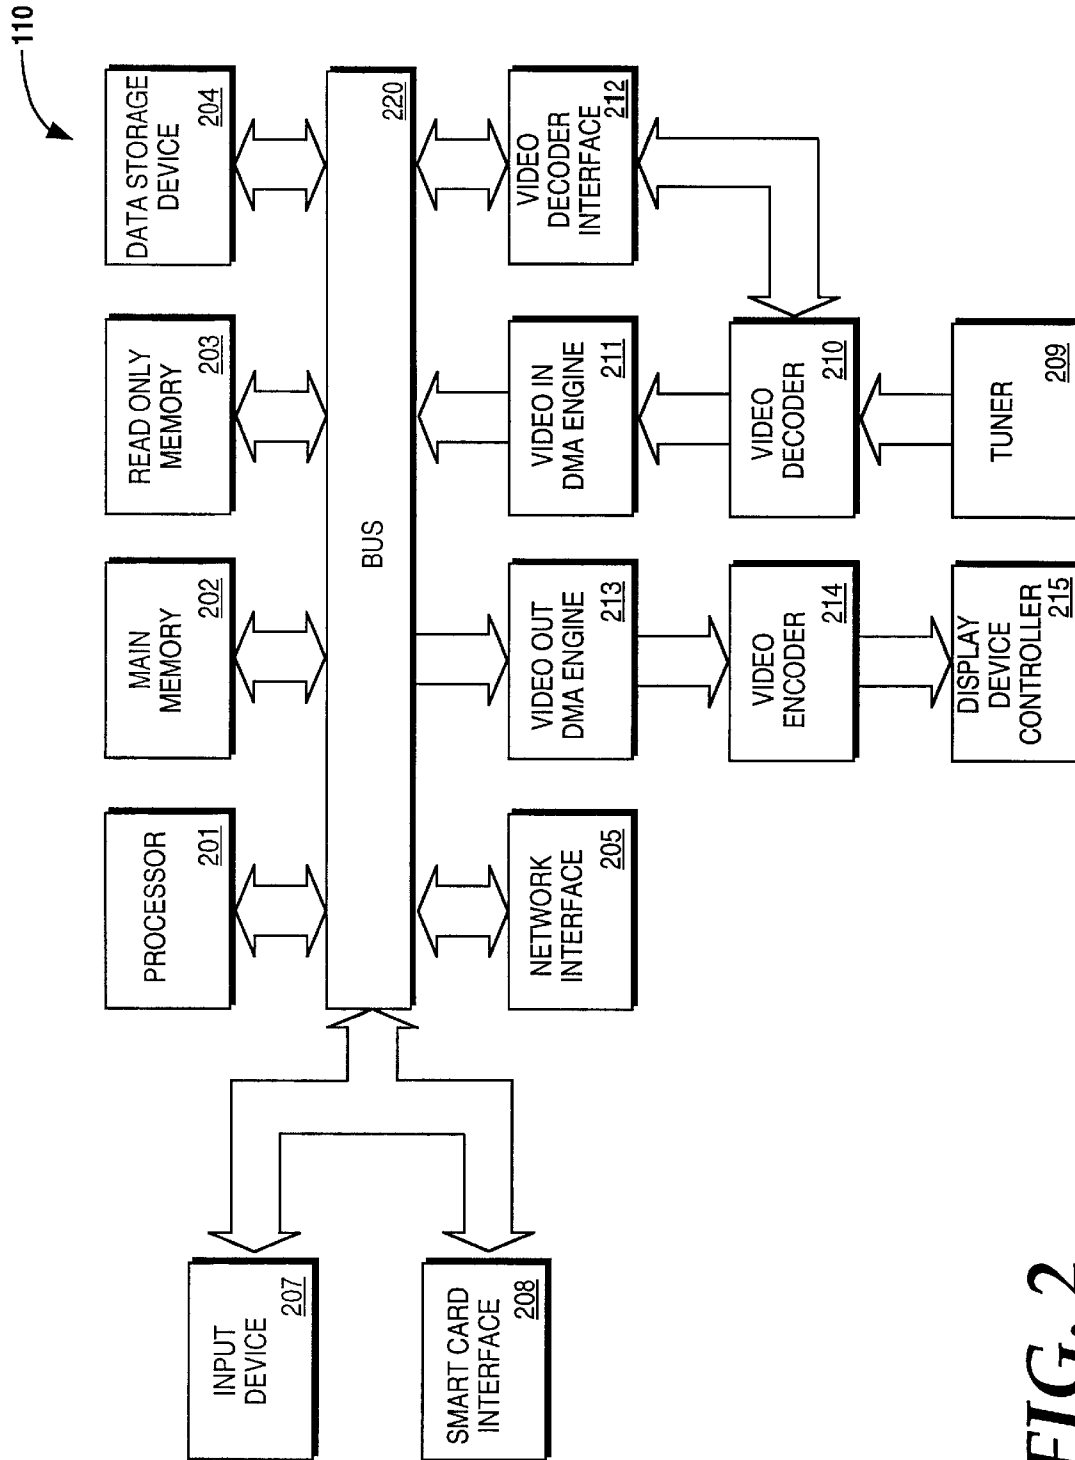 110
PROCESSOR
201
MAIN
MEMORY
202
READ ONLY
MEMORY
203
DATA STORAGE
DEVICE
204
INPUT
DEVICE
207
BUS
220
SMART CARD
INTERFACE
208
NETWORK
INTERFACE
205
VIDEO OUT
DMA ENGINE
213
VIDEO IN
DMA ENGINE
211
VIDEO
DECODER
INTERFACE
212
VIDEO
ENCODER
214
VIDEO
DECODER
210
DISPLAY
DEVICE
CONTROLLER
215
TUNER
209
FIG. 2